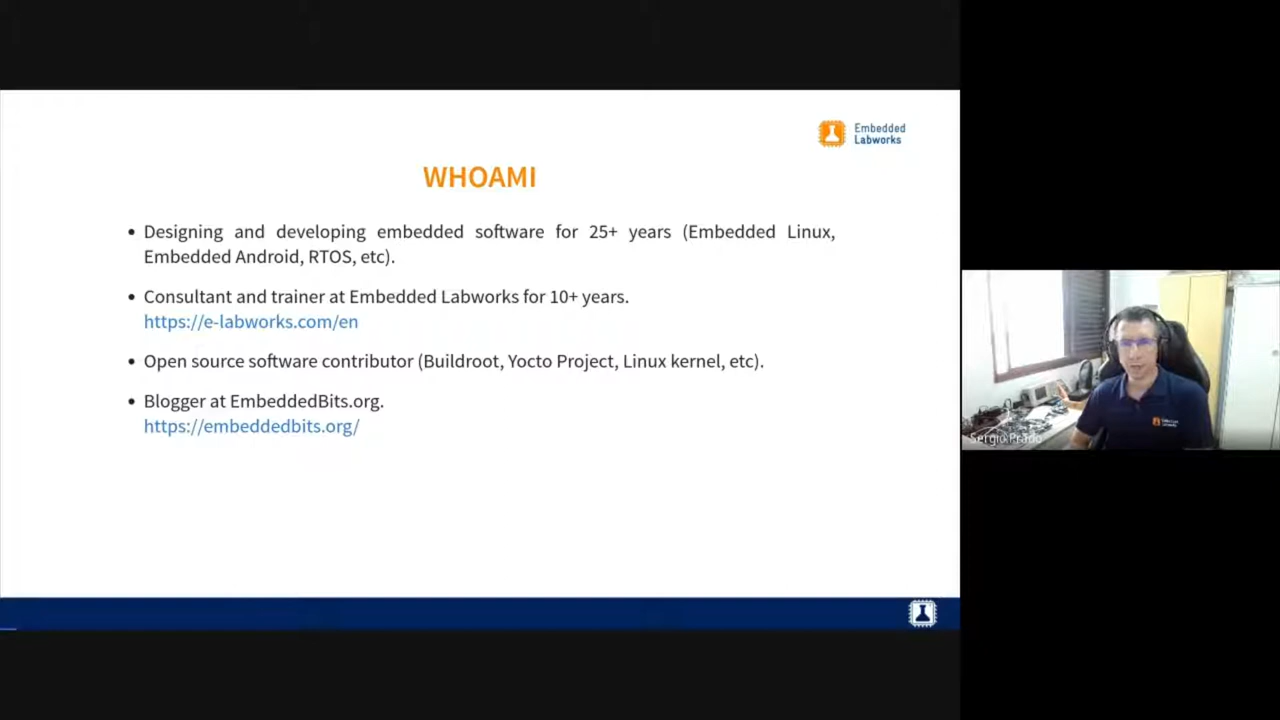 Embedded
Labworks
WHOAMI
• Designing and developing embedded software for 25+ years (Embedded Linux,
Embedded Android, RTOS, etc).
• Consultant and trainer at Embedded Labworks for 10+ years.
https://e-labworks.com/en
• Open source software contributor (Buildroot, Yocto Project, Linux kernel, etc).
• Blogger at EmbeddedBits.org.
https://embeddedbits.org/
Sergio Prado